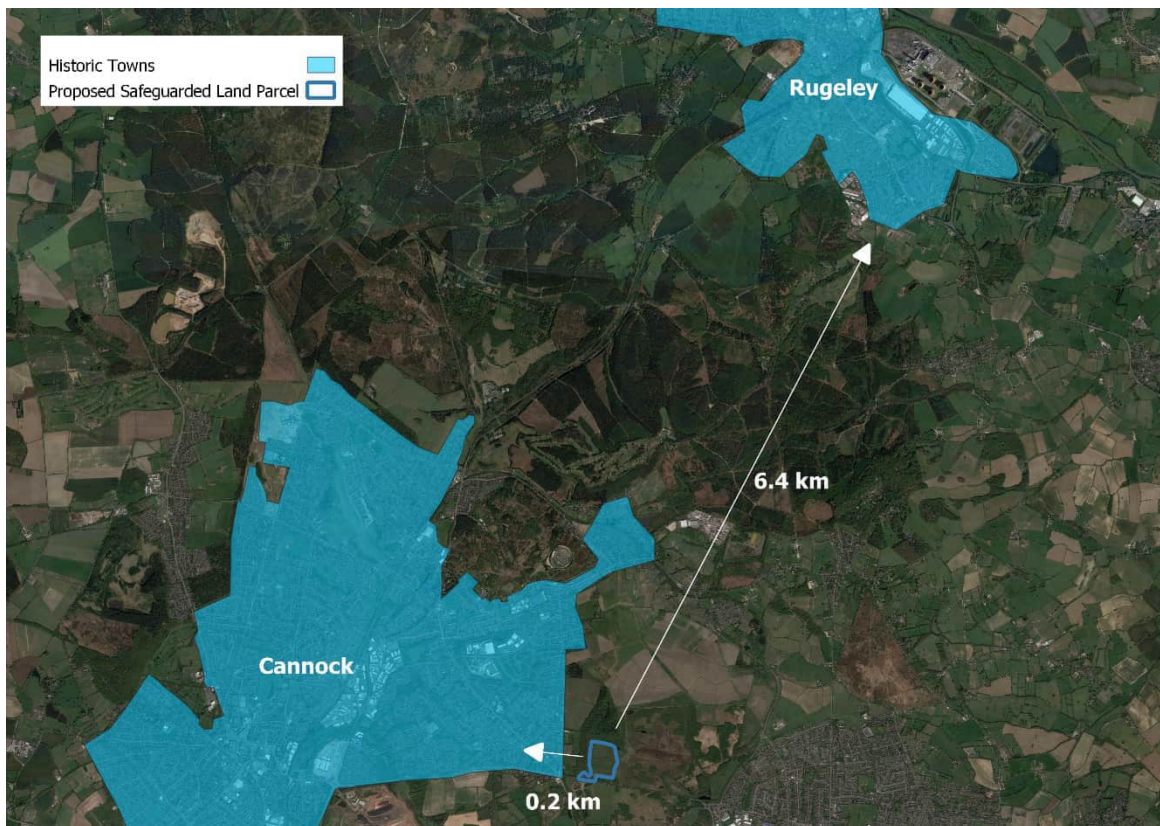 Historic Towns
Proposed Safeguarded Land Parcel
Rugeley
6.4 km
Cannock
0.2 km